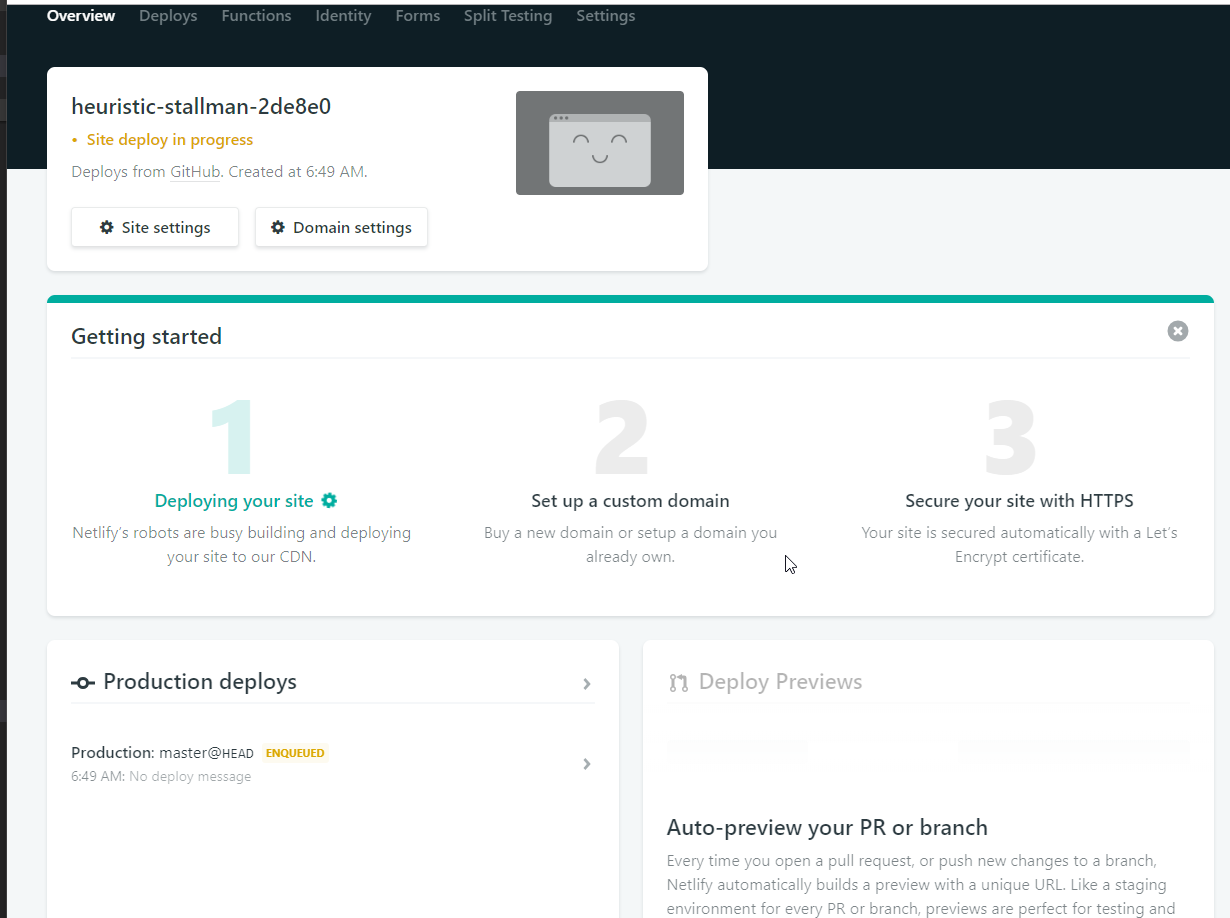 Overview Deploys Functions Identity Forms Split Testing Settings
heuristic-stallman-2de8e0
• Site deploy in progress
Deploys from GitHub. Created at 6:49 AM.
Site settings
Domain settings
Getting started
1
Deploying your site
Netlify’s robots are busy building and deploying
your site to our CDN.
2
Set up a custom domain
Buy a new domain or setup a domain you
already own.
3
Secure your site with HTTPS
Your site is secured automatically with a Let’s
Encrypt certificate.
Production deploys
Production: master@HEAD ENQUEUED
6:49 AM: No deploy message
Deploy Previews
Auto-preview your PR or branch
Every time you open a pull request, or push new changes to a branch,
Netlify automatically builds a preview with a unique URL. Like a staging
environment for every PR or branch, previews are perfect for testing and